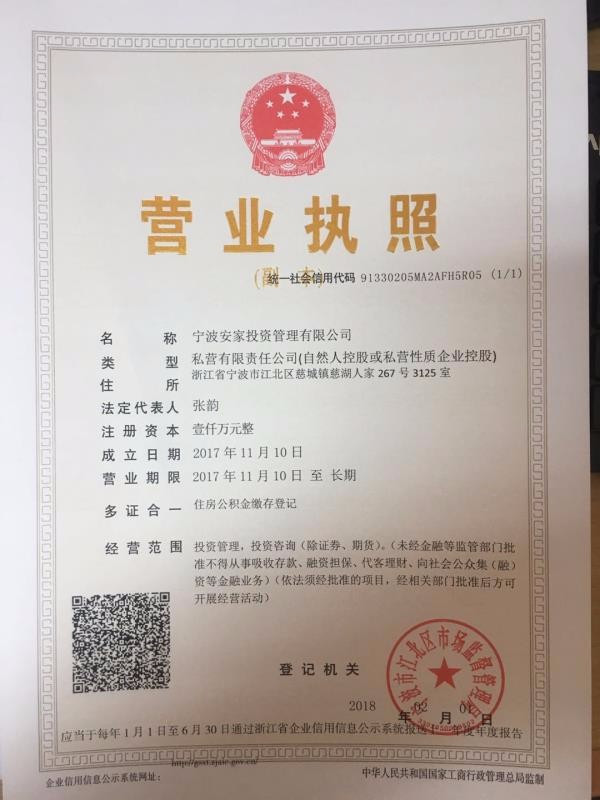 营业执照
(副 本)
统一社会信用代码 91330205MA2AFH5R05 (1/1)
名 称 宁波安家投资管理有限公司
类 型 私营有限责任公司(自然人控股或私营性质企业控股)
住 所 浙江省宁波市江北区慈城镇慈湖人家 267 号 3125 室
法定代表人 张韵
注册资本 壹仟万元整
成立日期 2017 年 11 月 10 日
营业期限 2017 年 11 月 10 日 至 长期
多证合一 住房公积金缴存登记
经营范围 投资管理，投资咨询（除证券、期货）。（未经金融等监管部门批
准不得从事吸收存款、融资担保、代客理财、向社会公众集（融）
资等金融业务）（依法须经批准的项目，经相关部门批准后方可
开展经营活动）
登记机关
宁波市江北区市场监督管理局
2018 年 02 月 01 日
应当于每年 1 月 1 日至 6 月 30 日通过浙江省企业信用信息公示系统报送上一年度年度报告
http://gsxt.zjaic.gov.cn/
企业信用信息公示系统网址：
中华人民共和国国家工商行政管理总局监制